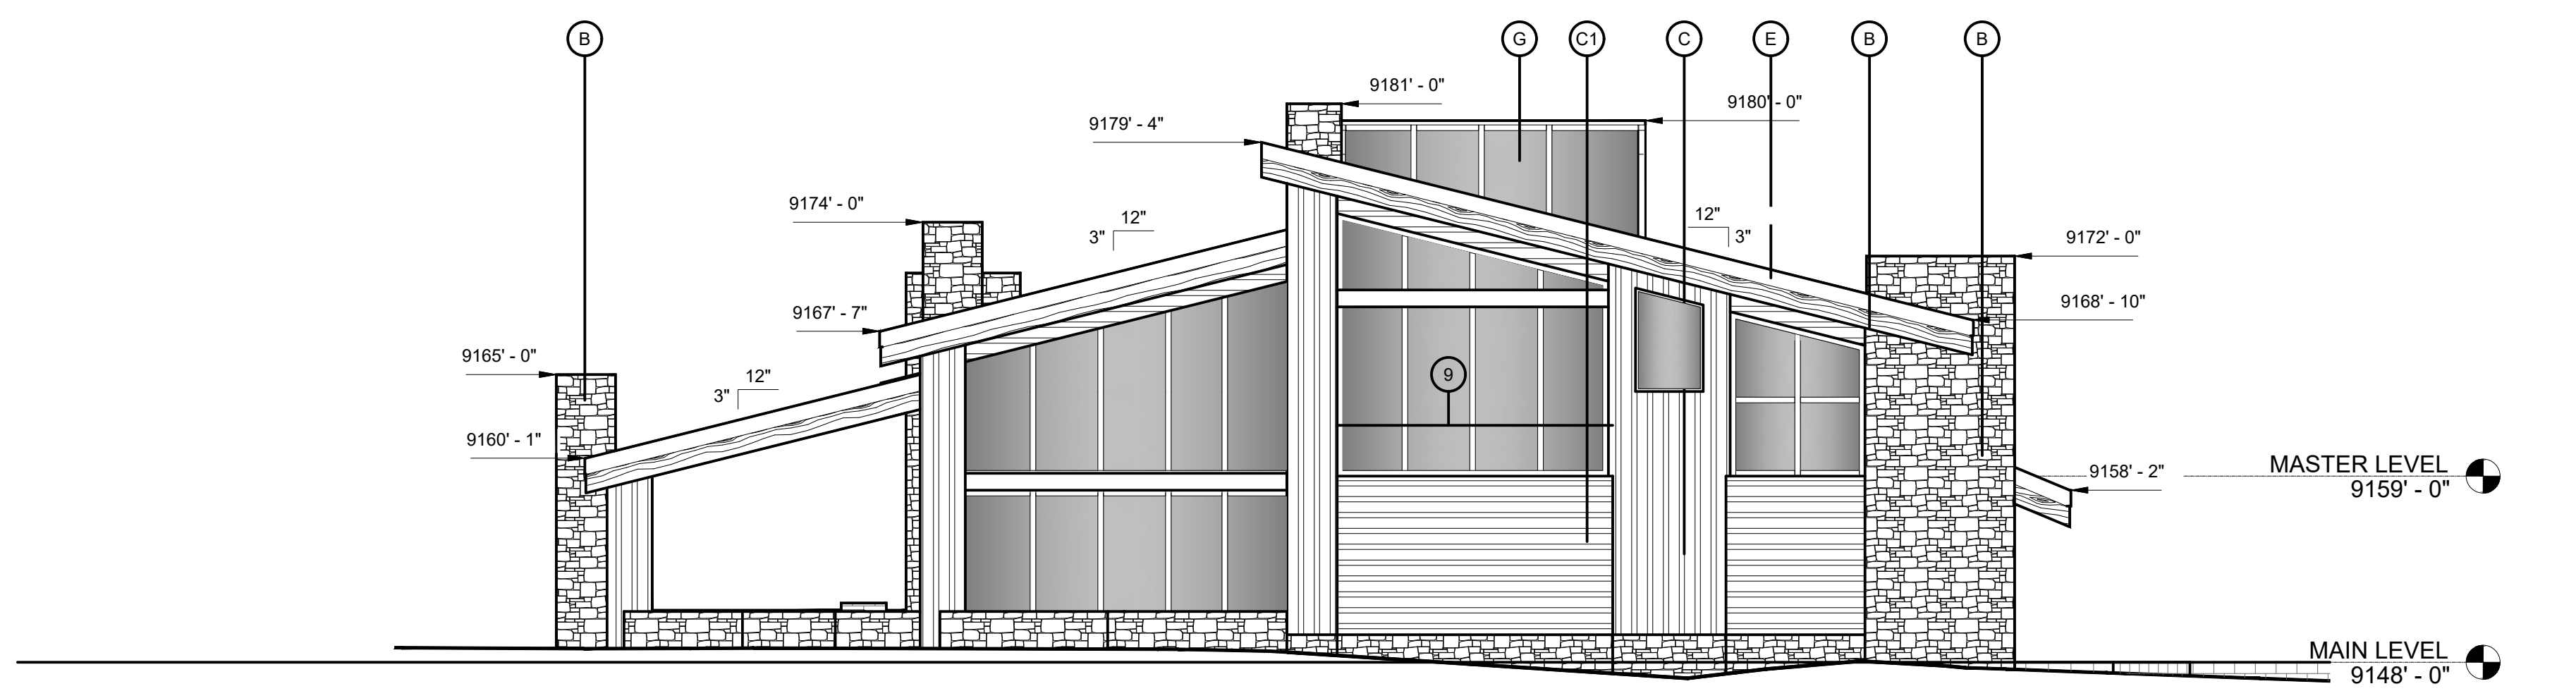 B
G
C1
C
E
B
B
9181' - 0"
9180' - 0"
9179' - 4"
9174' - 0"
12"
3"
12"
3"
9172' - 0"
9168' - 10"
9167' - 7"
9165' - 0"
12"
3"
9
9160' - 1"
MASTER LEVEL
9159' - 0"
9158' - 2"
MAIN LEVEL
9148' - 0"